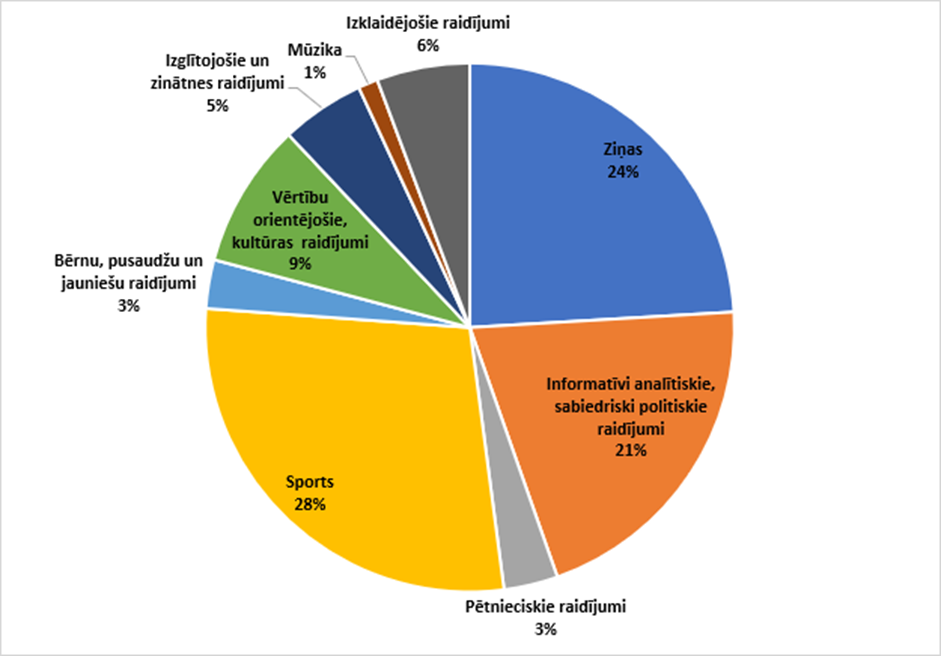 Izklaidējošie raidījumi
6%
Mūzika
1%
Izglītojošie un
zinātnes raidījumi
5%
Ziņas
24%
Vērtību
orientējošie,
kultūras  raidījumi
9%
Bērnu, pusaudžu un
jauniešu raidījumi
3%
Informatīvi analītiskie,
sabiedriski politiskie
raidījumi
21%
Sports
28%
Pētnieciskie raidījumi
3%